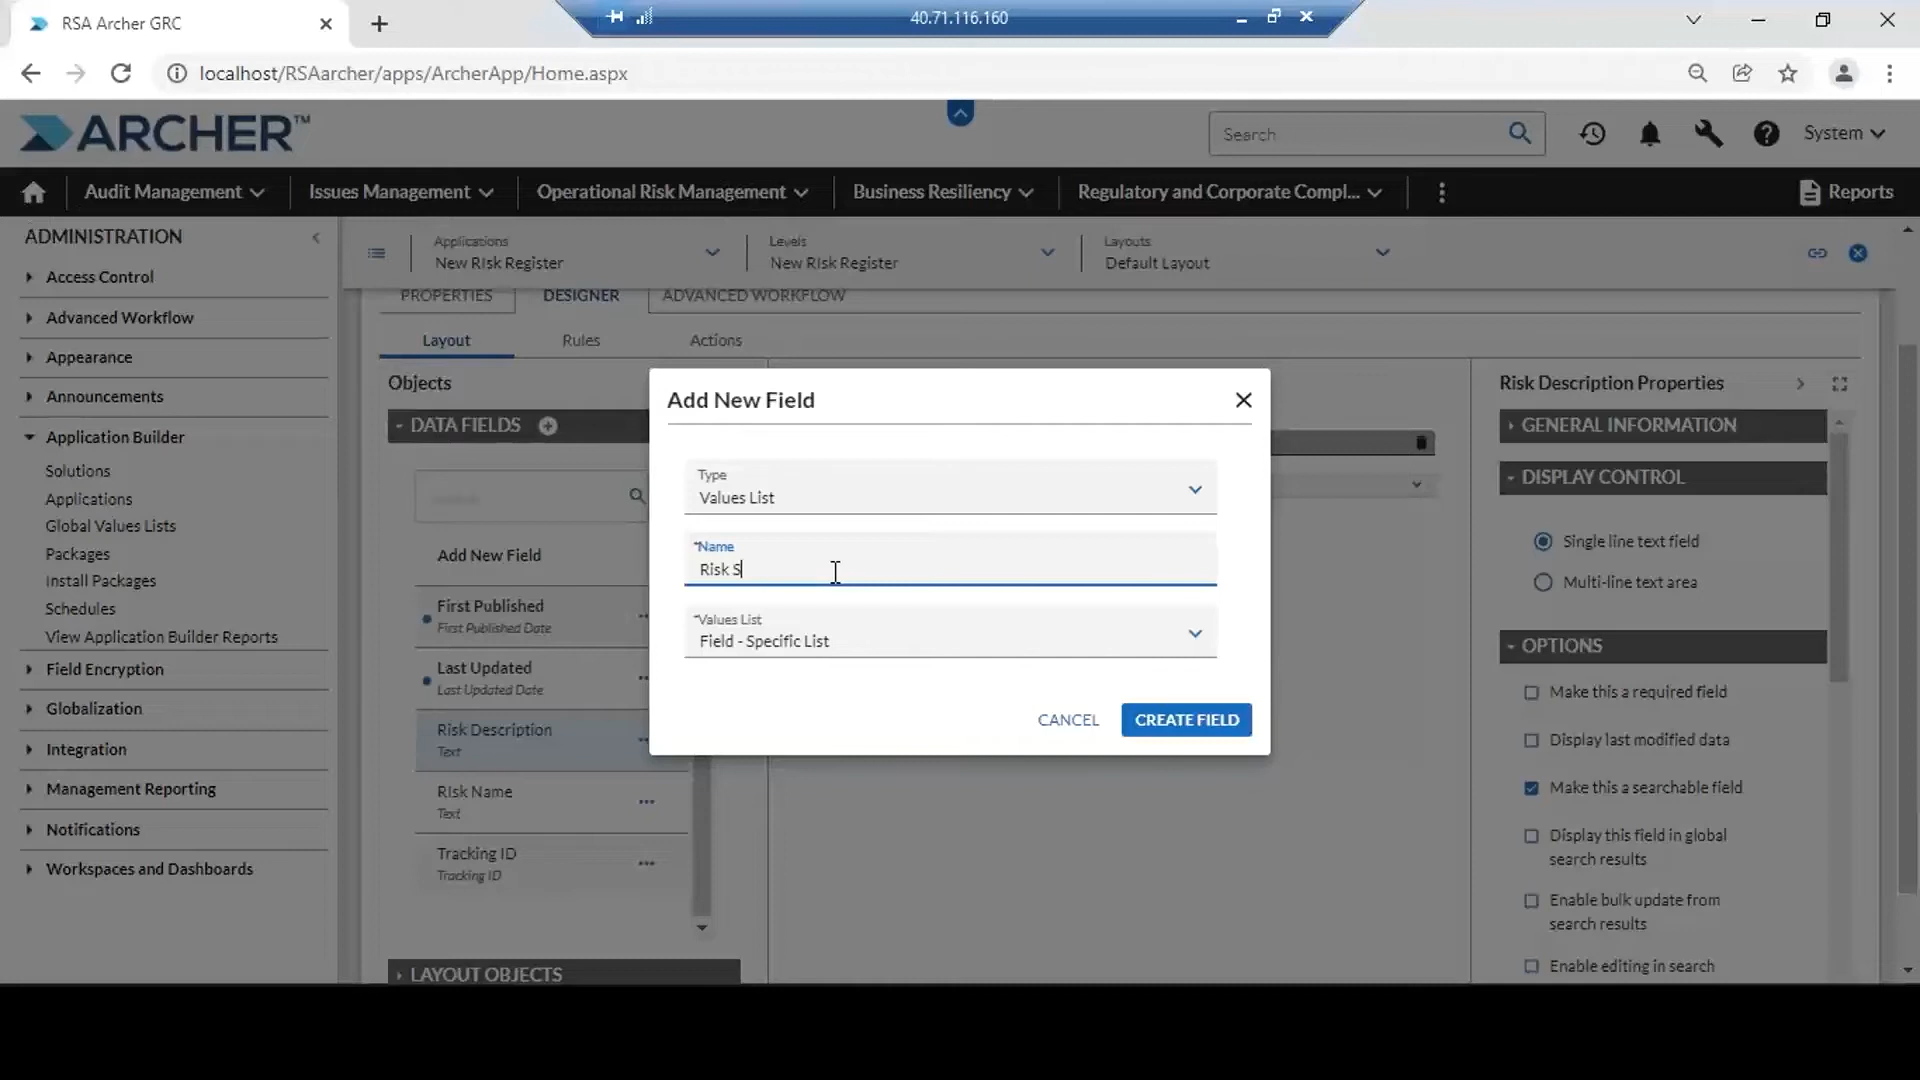 RSA Archer GRC
40.71.116.160
localhost/RSAarcher/apps/ArcherApp/Home.aspx
ARCHER™
Search
System
Audit Management
Issues Management
Operational Risk Management
Business Resiliency
Regulatory and Corporate Compl...
Reports
ADMINISTRATION
Access Control
Advanced Workflow
Appearance
Announcements
Application Builder
Solutions
Applications
Global Values Lists
Packages
Install Packages
Schedules
View Application Builder Reports
Field Encryption
Globalization
Integration
Management Reporting
Notifications
Workspaces and Dashboards
Applications
New RIsk Register
Levels
New RIsk Register
Layouts
Default Layout
PROPERTIES
DESIGNER
ADVANCED WORKFLOW
Layout
Rules
Actions
Objects
DATA FIELDS
Add New Field
First Published
First Published Date
Last Updated
Last Updated Date
Risk Description
Text
RIsk Name
Text
Tracking ID
Tracking ID
LAYOUT OBJECTS
Add New Field
Type
Values List
*Name
Risk S
*Values List
Field - Specific List
CANCEL
CREATE FIELD
Risk Description Properties
GENERAL INFORMATION
DISPLAY CONTROL
Single line text field
Multi-line text area
OPTIONS
Make this a required field
Display last modified data
Make this a searchable field
Display this field in global
search results
Enable bulk update from
search results
Enable editing in search